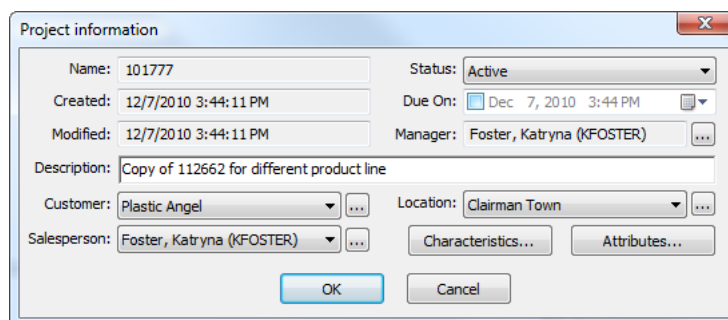 Project information
Name: 101777 Status: Active
Created: 12/7/2010 3:44:11 PM Due On: Dec 7, 2010 3:44 PM
Modified: 12/7/2010 3:44:11 PM Manager: Foster, Katryna (KFOSTER) ...
Description: Copy of 112662 for different product line
Customer: Plastic Angel ... Location: Clairman Town ...
Salesperson: Foster, Katryna (KFOSTER) ... Characteristics... Attributes...
OK Cancel